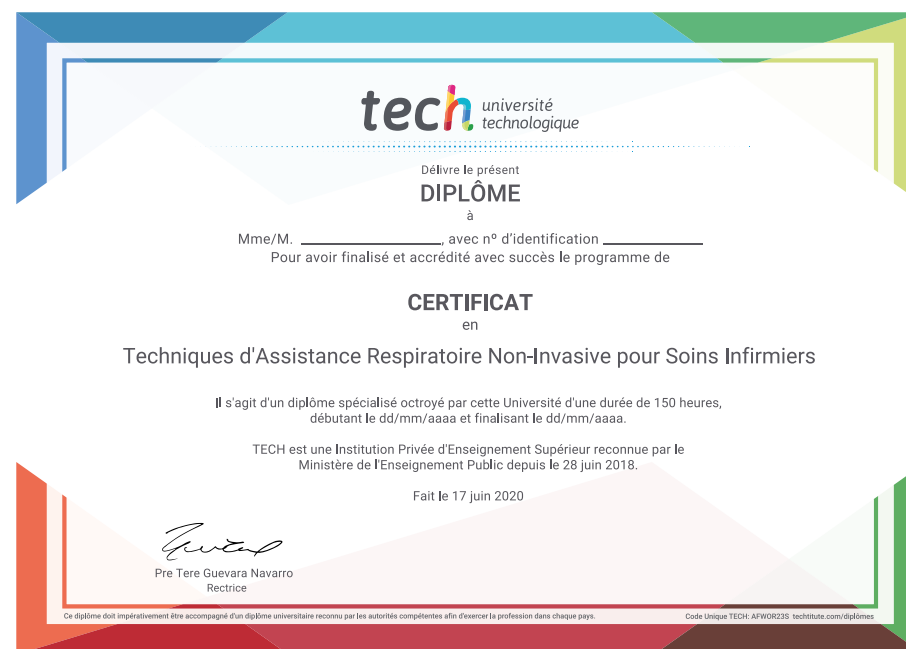 tech université
technologique
Délivre le présent
DIPLÔME
à
Mme/M. ____________________, avec nº d'identification ______________
Pour avoir finalisé et accrédité avec succès le programme de
CERTIFICAT
en
Techniques d'Assistance Respiratoire Non-Invasive pour Soins Infirmiers
Il s'agit d'un diplôme spécialisé octroyé par cette Université d'une durée de 150 heures,
débutant le dd/mm/aaaa et finalisant le dd/mm/aaaa.
TECH est une Institution Privée d'Enseignement Supérieur reconnue par le
Ministère de l'Enseignement Public depuis le 28 juin 2018.
Fait le 17 juin 2020
Pre Tere Guevara Navarro
Rectrice
Ce diplôme doit impérativement être accompagné d'un diplôme universitaire reconnu par les autorités compétentes afin d'exercer la profession dans chaque pays.
Code Unique TECH: AFWOR23S techtitute.com/diplômes